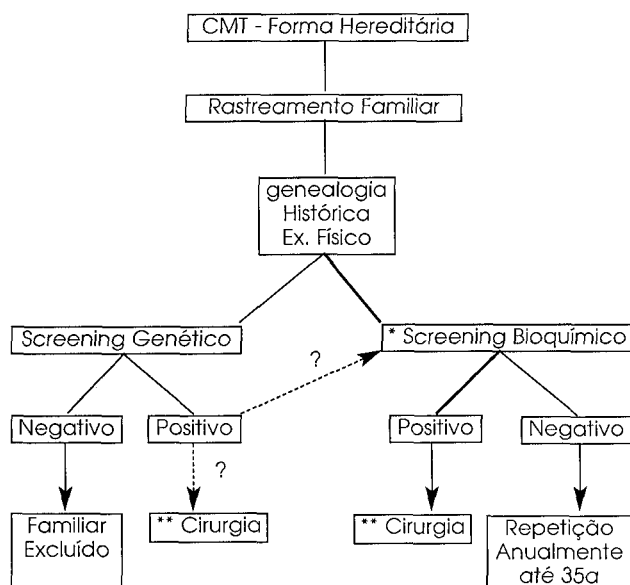 CMT - Forma Hereditária
Rastreamento Familiar
genealogia
Histórica
Ex. Físico
Screening Genético
* Screening Bioquímico
?
Negativo
Positivo
Positivo
Negativo
?
Familiar
Excluído
** Cirurgia
** Cirurgia
Repetição
Anualmente
até 35a